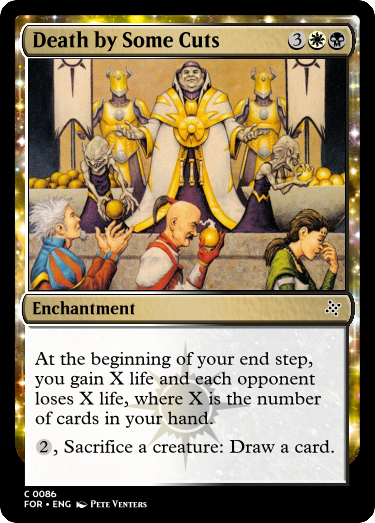 Death by Some Cuts 3
Enchantment
At the beginning of your end step,
you gain X life and each opponent
loses X life, where X is the number
of cards in your hand.
2, Sacrifice a creature: Draw a card.
C 0086
FOR • ENG Pete Venters